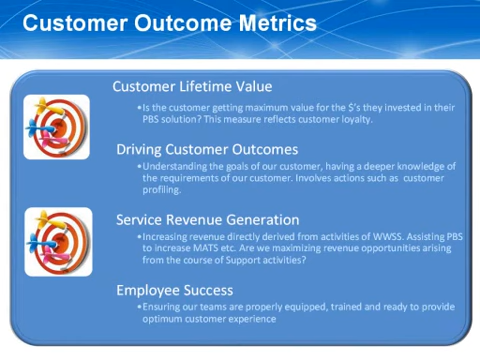 Customer Outcome Metrics
Customer Lifetime Value
•Is the customer getting maximum value for the $'s they invested in their
PBS solution? This measure reflects customer loyalty.
Driving Customer Outcomes
•Understanding the goals of our customer, having a deeper knowledge of
the requirements of our customer. Involves actions such as customer
profiling.
Service Revenue Generation
•Increasing revenue directly derived from activities of WWSS. Assisting PBS
to increase MATS etc. Are we maximizing revenue opportunities arising
from the course of Support activities?
Employee Success
•Ensuring our teams are properly equipped, trained and ready to provide
optimum customer experience